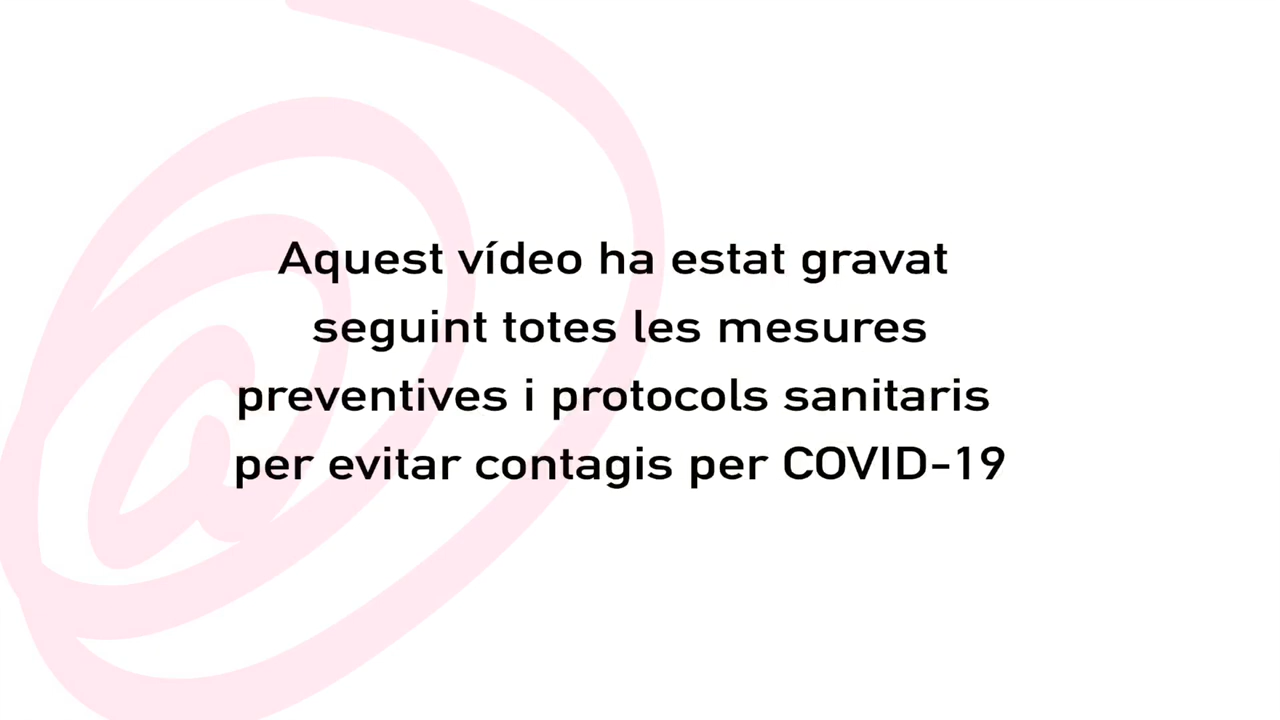 Aquest vídeo ha estat gravat
seguint totes les mesures
preventives i protocols sanitaris
per evitar contagis per COVID-19